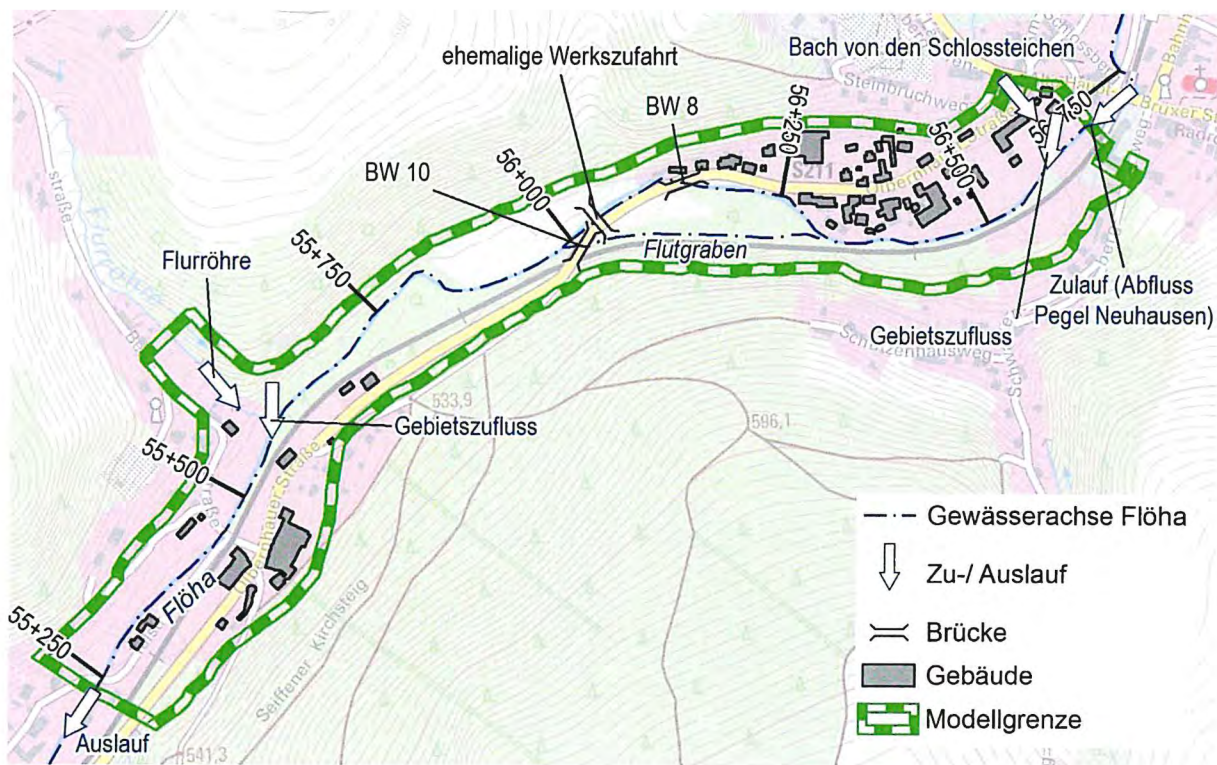 Bach von den Schlossteichen
ehemalige Werkszufahrt
Steinbruchweg
BW 8
BW 10
56+750
56+250
56+500
56+000
S211
55+750
Flutgraben
Flurröhre
Zulauf (Abfluss
Pegel Neuhausen)
Gebietszufluss
533,9
596,1
Gebietszufluss
55+500
Flöha
55+250
Seiffener Kirchsteig
Auslauf
541,3
Gewässerachse Flöha
Zu-/ Auslauf
Brücke
Gebäude
Modellgrenze